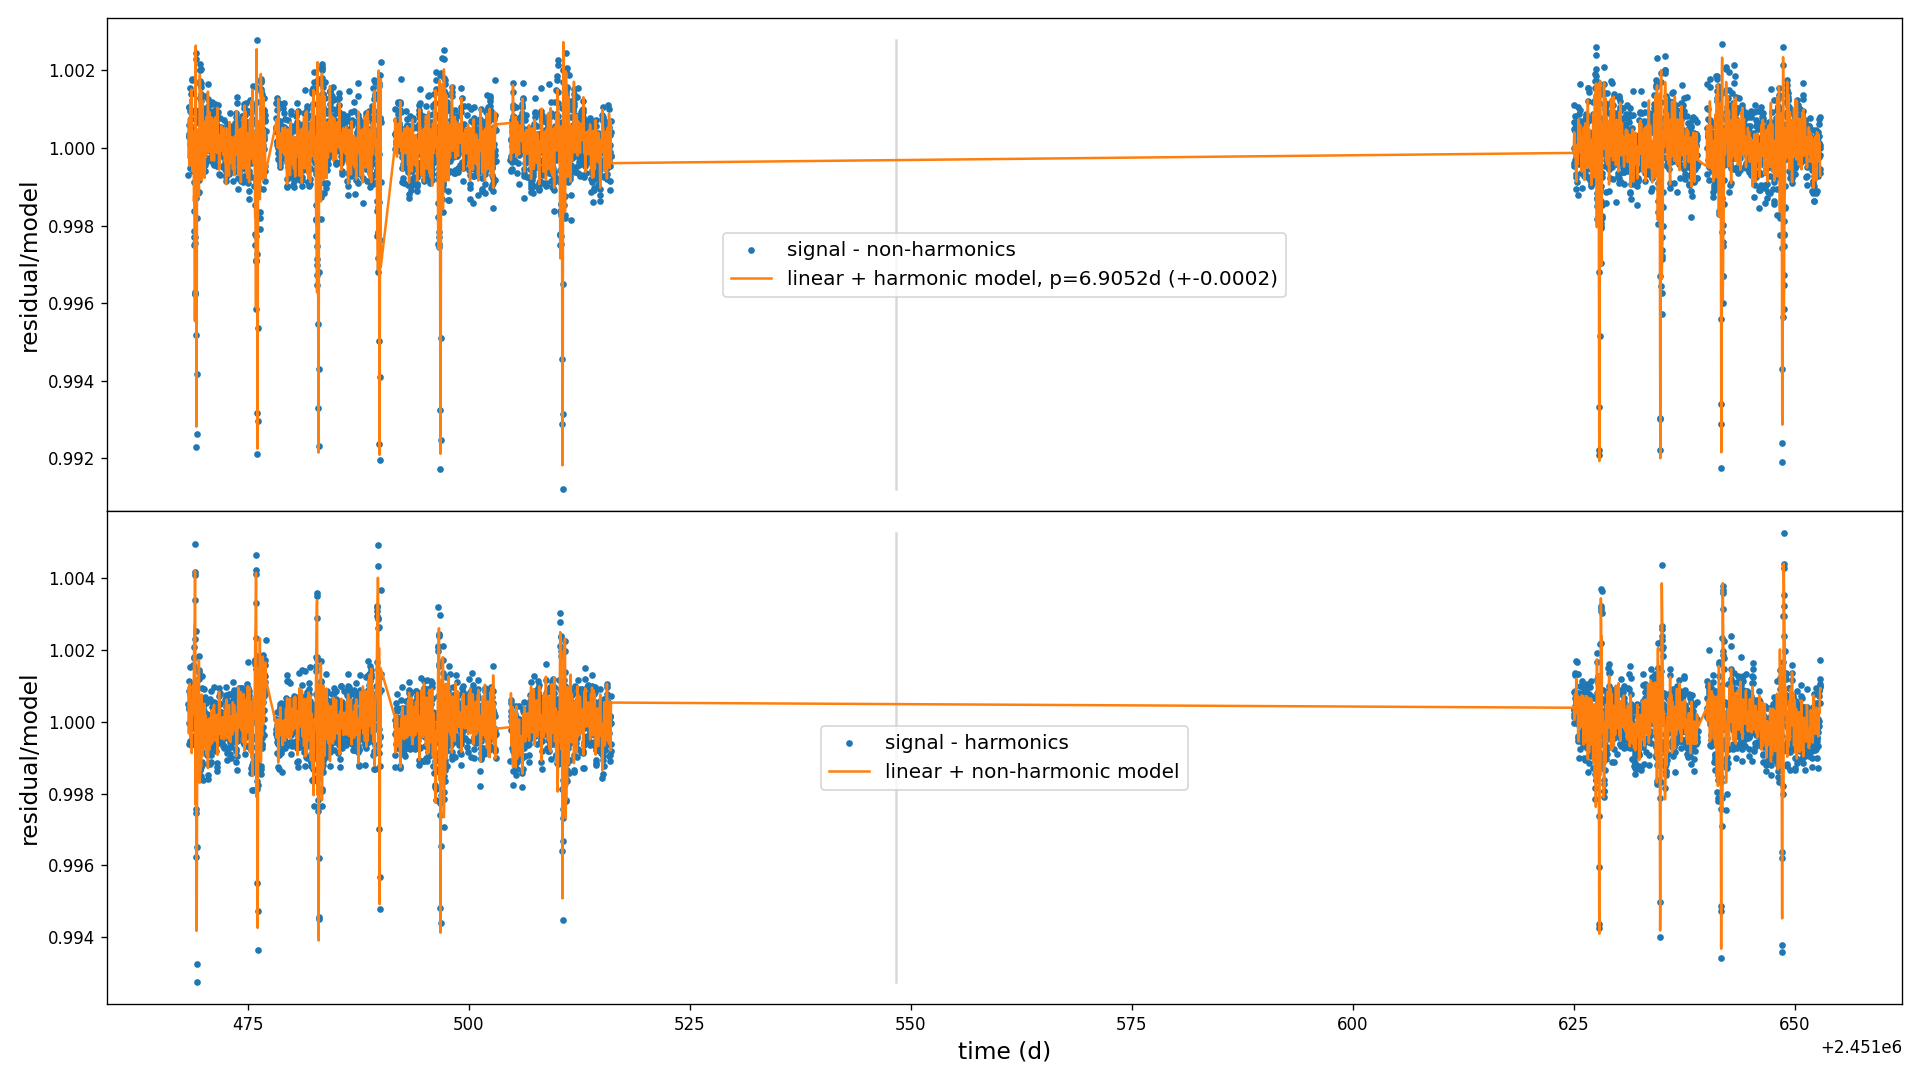 1.002
1.000
0.998
0.996
0.994
0.992
residual/model
signal - non-harmonics
linear + harmonic model, p=6.9052d (+-0.0002)
1.004
1.002
1.000
0.998
0.996
0.994
residual/model
signal - harmonics
linear + non-harmonic model
475
500
525
550
575
600
625
650
+2.451e6
time (d)